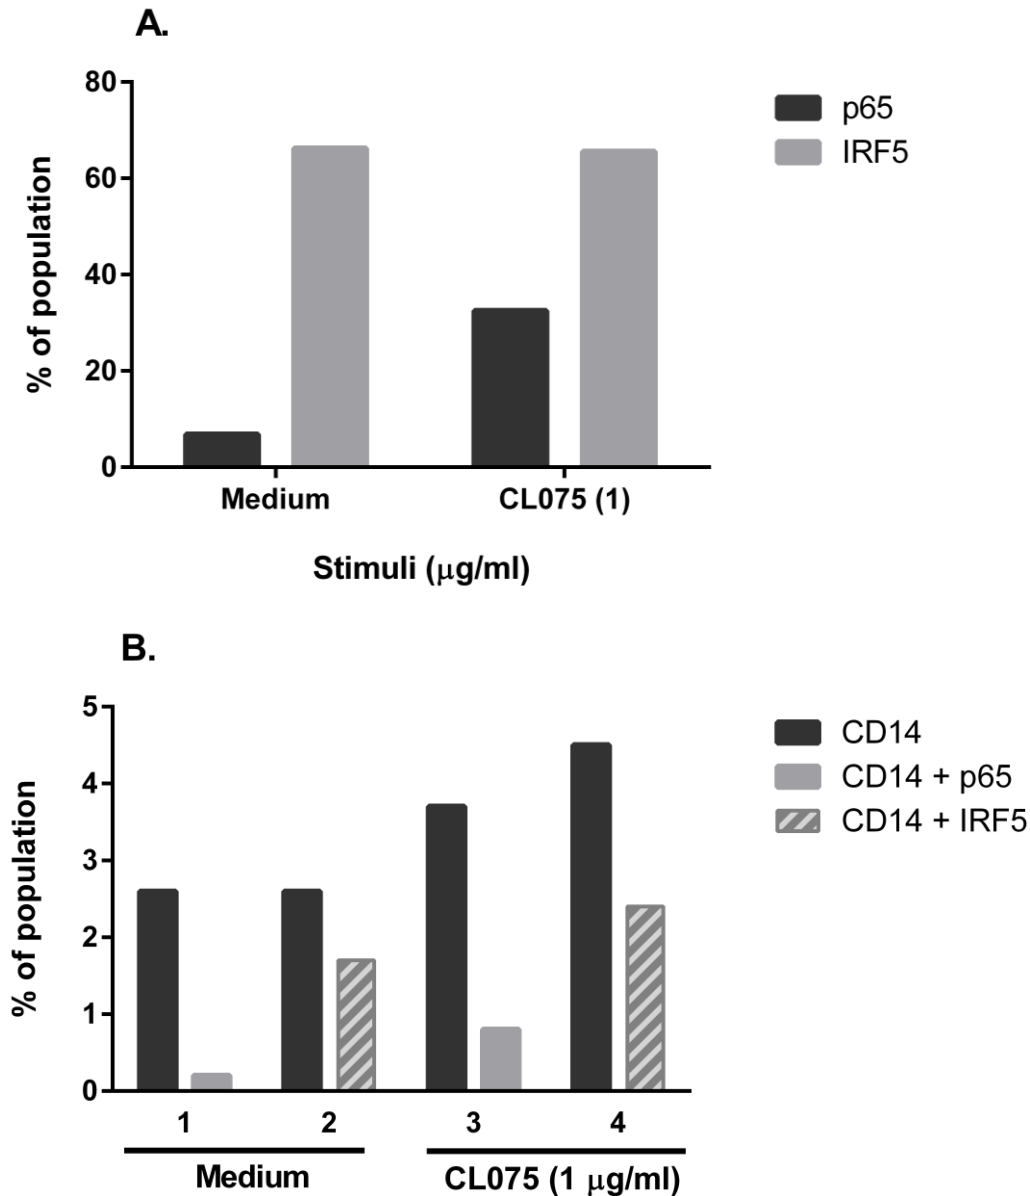 A.
80
60
40
20
0
% of population
Medium
CL075 (1)
Stimuli (μg/ml)
p65
IRF5
B.
5
4
3
2
1
0
% of population
1
2
3
4
Medium
CL075 (1 μg/ml)
CD14
CD14 + p65
CD14 + IRF5